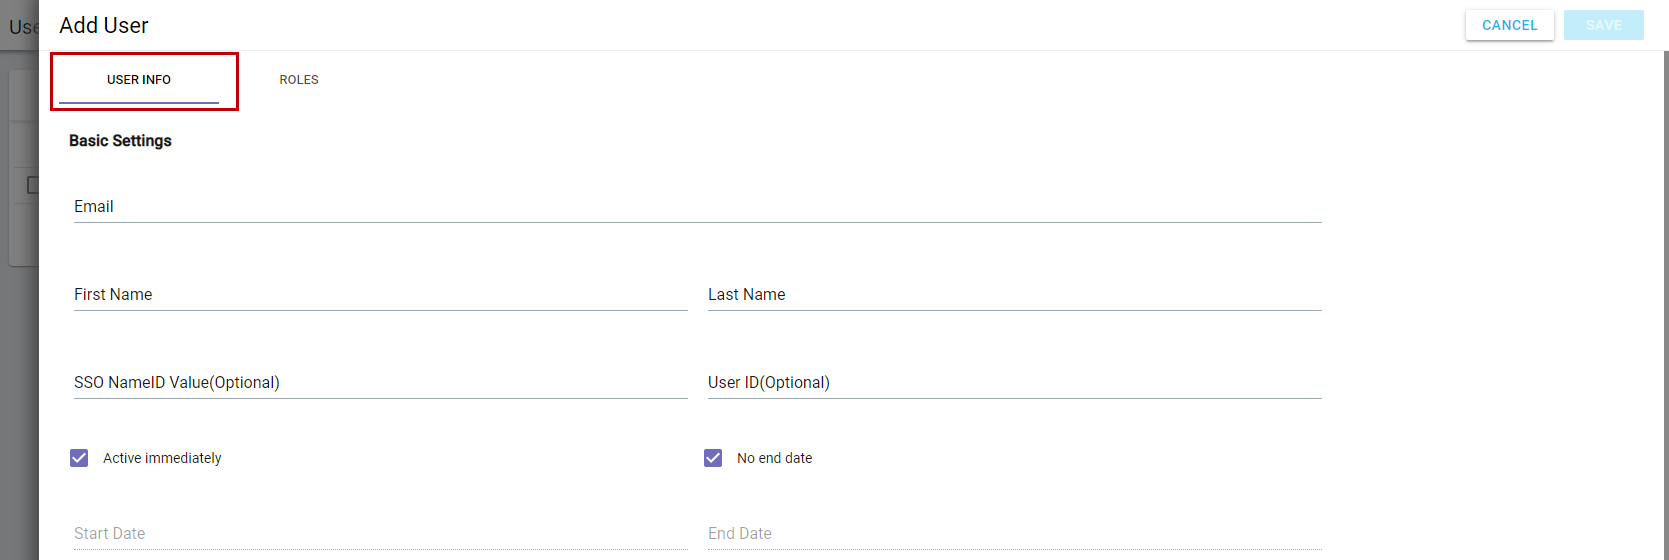 Add User
CANCEL
SAVE
USER INFO
ROLES
Basic Settings
Email
First Name
Last Name
SSO NameID Value(Optional)
User ID(Optional)
Active immediately
No end date
Start Date
End Date